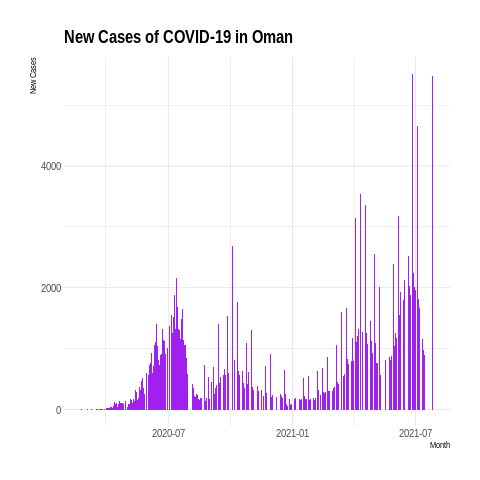 New Cases of COVID-19 in Oman
New Cases
4000
2000
0
2020-07
2021-01
2021-07
Month